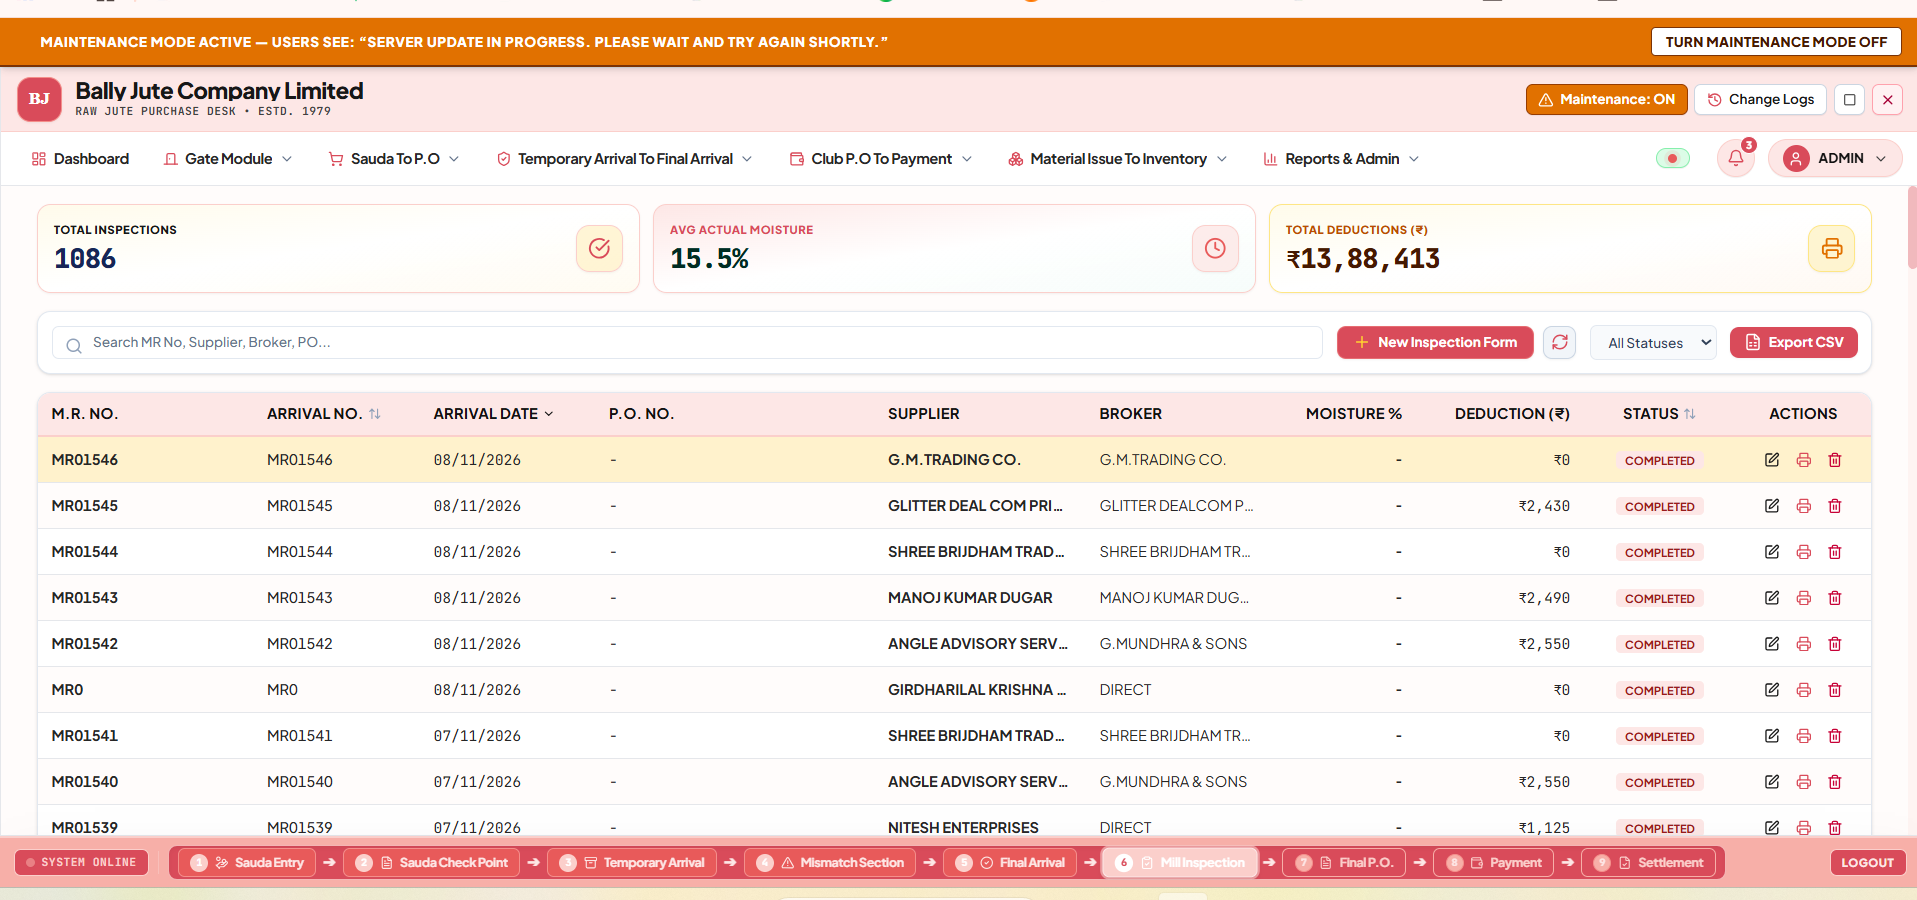 MAINTENANCE MODE ACTIVE — USERS SEE: “SERVER UPDATE IN PROGRESS. PLEASE WAIT AND TRY AGAIN SHORTLY.”
TURN MAINTENANCE MODE OFF
BJ
Bally Jute Company Limited
RAW JUTE PURCHASE DESK • ESTD. 1979
Maintenance: ON
Change Logs
Dashboard
Gate Module
Sauda To P.O
Temporary Arrival To Final Arrival
Club P.O To Payment
Material Issue To Inventory
Reports & Admin
3
ADMIN
TOTAL INSPECTIONS
1086
AVG ACTUAL MOISTURE
15.5%
TOTAL DEDUCTIONS (₹)
₹13,88,413
Search MR No, Supplier, Broker, PO...
New Inspection Form
All Statuses
Export CSV
M.R. NO. ARRIVAL NO. ARRIVAL DATE P.O. NO. SUPPLIER BROKER MOISTURE % DEDUCTION (₹) STATUS ACTIONS
MR01546 MR01546 08/11/2026 - G.M.TRADING CO. G.M.TRADING CO. - ₹0 COMPLETED
MR01545 MR01545 08/11/2026 - GLITTER DEAL COM PRI... GLITTER DEALCOM P... - ₹2,430 COMPLETED
MR01544 MR01544 08/11/2026 - SHREE BRIJDHAM TRAD... SHREE BRIJDHAM TR... - ₹0 COMPLETED
MR01543 MR01543 08/11/2026 - MANOJ KUMAR DUGAR MANOJ KUMAR DUG... - ₹2,490 COMPLETED
MR01542 MR01542 08/11/2026 - ANGLE ADVISORY SERV... G.MUNDHRA & SONS - ₹2,550 COMPLETED
MR0 MR0 08/11/2026 - GIRDHARILAL KRISHNA ... DIRECT - ₹0 COMPLETED
MR01541 MR01541 07/11/2026 - SHREE BRIJDHAM TRAD... SHREE BRIJDHAM TR... - ₹0 COMPLETED
MR01540 MR01540 07/11/2026 - ANGLE ADVISORY SERV... G.MUNDHRA & SONS - ₹2,550 COMPLETED
MR01539 MR01539 07/11/2026 - NITESH ENTERPRISES DIRECT - ₹1,125 COMPLETED
SYSTEM ONLINE
1 Sauda Entry
2 Sauda Check Point
3 Temporary Arrival
4 Mismatch Section
5 Final Arrival
6 Mill Inspection
7 Final P.O.
8 Payment
9 Settlement
LOGOUT